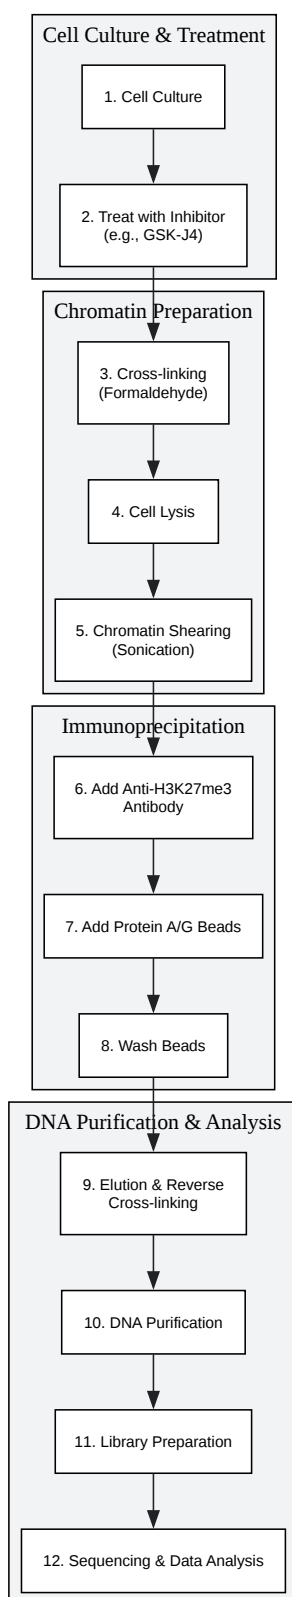 Cell Culture & Treatment
1. Cell Culture
2. Treat with Inhibitor
(e.g., GSK-J4)
Chromatin Preparation
3. Cross-linking
(Formaldehyde)
4. Cell Lysis
5. Chromatin Shearing
(Sonication)
Immunoprecipitation
6. Add Anti-H3K27me3
Antibody
7. Add Protein A/G Beads
8. Wash Beads
DNA Purification & Analysis
9. Elution & Reverse
Cross-linking
10. DNA Purification
11. Library Preparation
12. Sequencing & Data Analysis